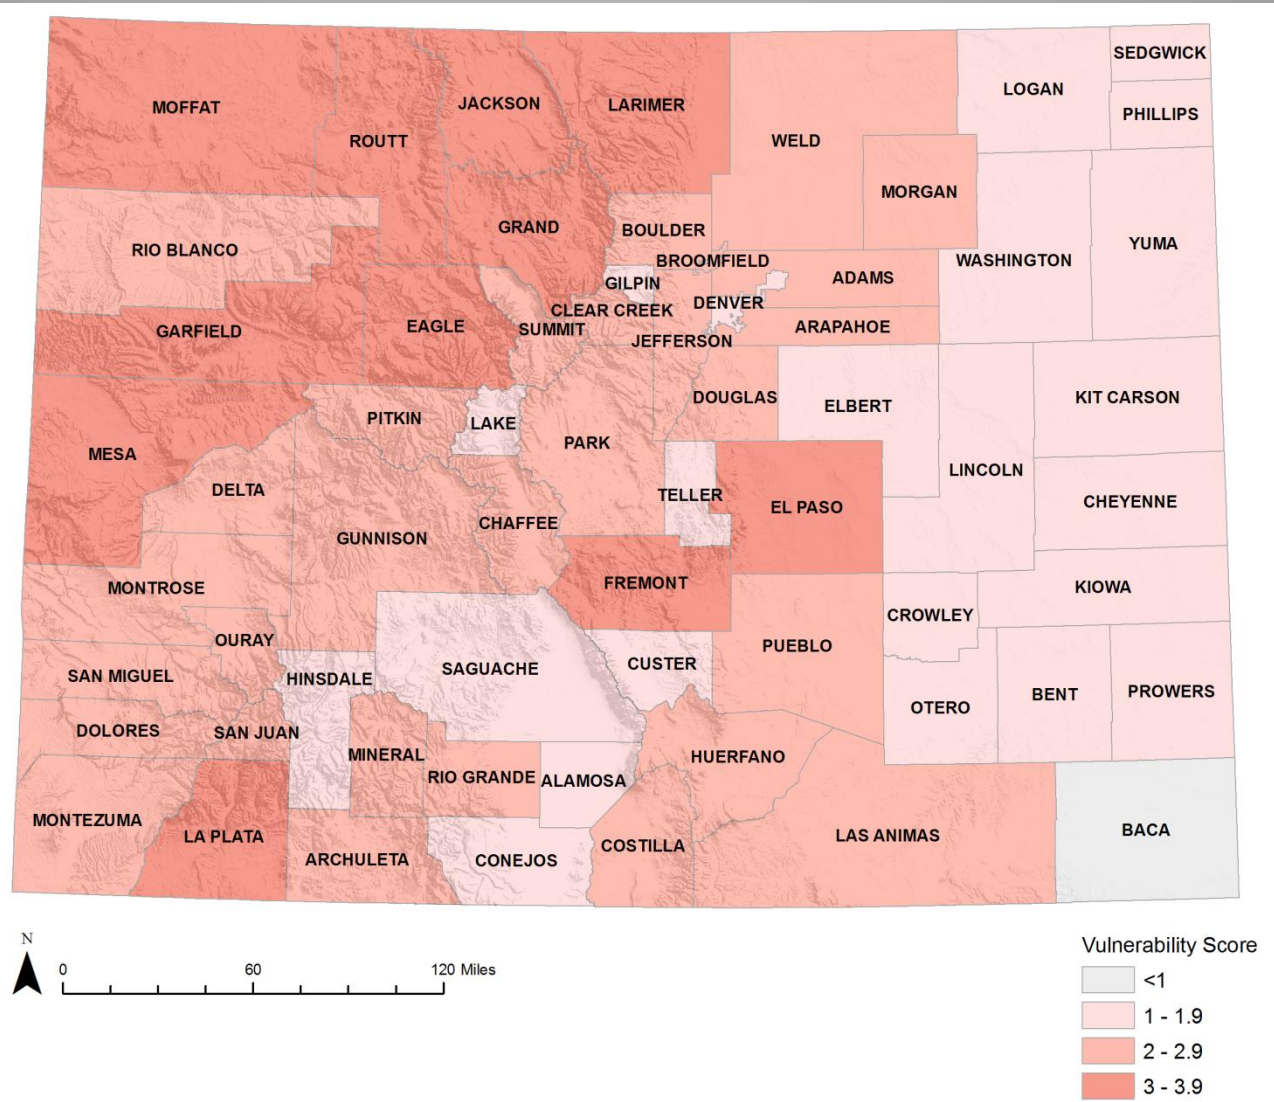 SEDGWICK
LOGAN
MOFFAT
JACKSON
LARIMER
PHILLIPS
ROUTT
WELD
MORGAN
GRAND
BOULDER
YUMA
RIO BLANCO
BROOMFIELD
WASHINGTON
GILPIN
ADAMS
DENVER
CLEAR CREEK
GARFIELD
EAGLE
SUMMIT
ARAPAHOE
JEFFERSON
DOUGLAS
KIT CARSON
ELBERT
PITKIN
LAKE
PARK
MESA
LINCOLN
DELTA
TELLER
CHEYENNE
EL PASO
CHAFFEE
GUNNISON
FREMONT
MONTROSE
KIOWA
CROWLEY
OURAY
PUEBLO
CUSTER
SAGUACHE
SAN MIGUEL
HINSDALE
PROWERS
BENT
OTERO
DOLORES
SAN JUAN
MINERAL
HUERFANO
RIO GRANDE
ALAMOSA
MONTEZUMA
LA PLATA
LAS ANIMAS
BACA
COSTILLA
ARCHULETA
CONEJOS
N
0 60 120 Miles
Vulnerability Score
<1
1 - 1.9
2 - 2.9
3 - 3.9